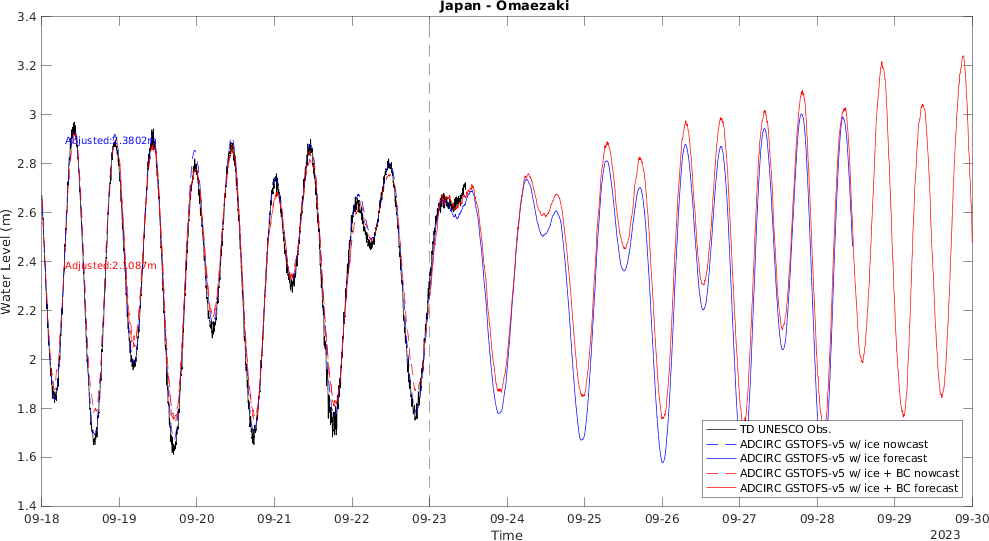 Japan - Omaezaki
Water Level (m)
3.4
3.2
3
2.8
2.6
2.4
2.2
2
1.8
1.6
1.4
Adjusted:2.3802m
Adjusted:2.1087m
TD UNESCO Obs.
ADCIRC GSTOFS-v5 w/ ice nowcast
ADCIRC GSTOFS-v5 w/ ice forecast
ADCIRC GSTOFS-v5 w/ ice + BC nowcast
ADCIRC GSTOFS-v5 w/ ice + BC forecast
09-18 09-19 09-20 09-21 09-22 09-23 09-24 09-25 09-26 09-27 09-28 09-29 09-30
Time
2023